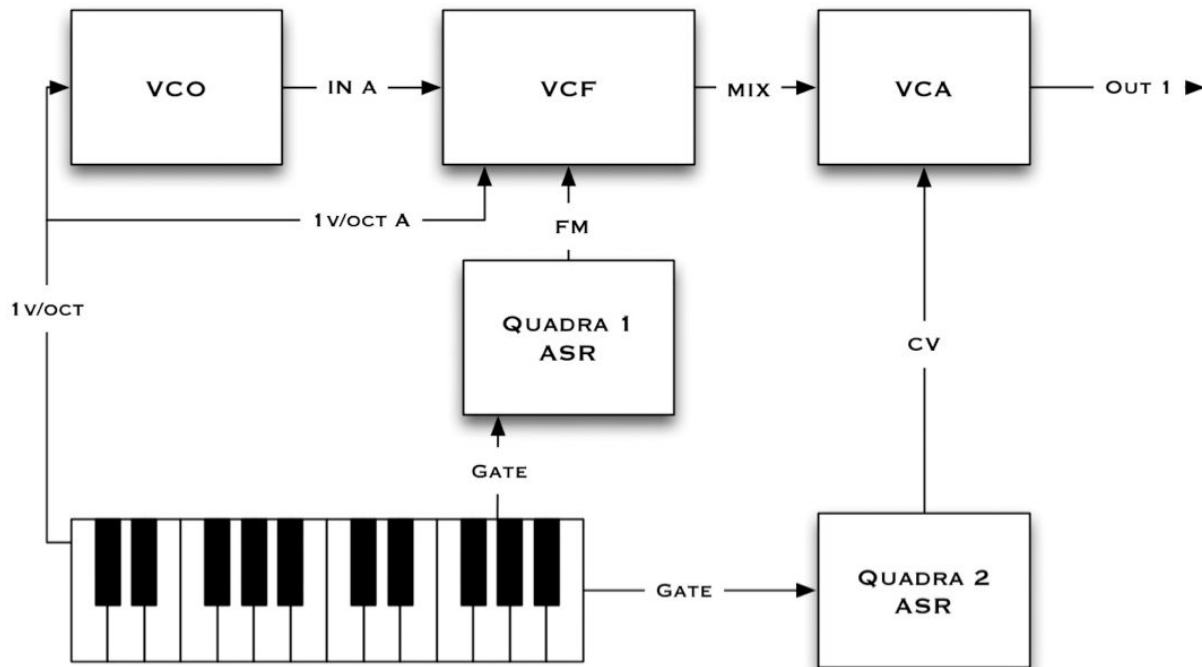 VCO
IN A
VCF
MIX
VCA
OUT 1
1V/OCT A
FM
1V/OCT
QUADRA 1
ASR
CV
GATE
GATE
QUADRA 2
ASR